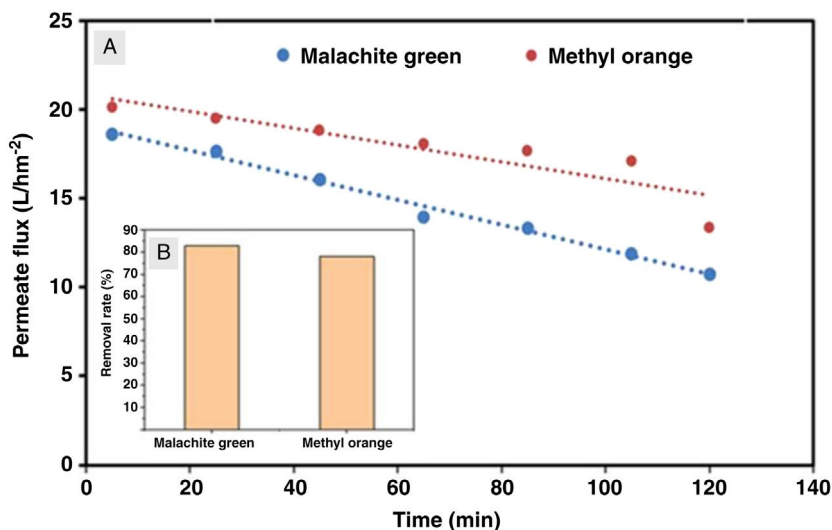 A
Malachite green
Methyl orange
25
20
15
10
5
0
Permeate flux (L/hm-2)
B
90
80
70
60
50
40
30
20
10
Removal rate (%)
Malachite green
Methyl orange
0
20
40
60
80
100
120
140
Time (min)